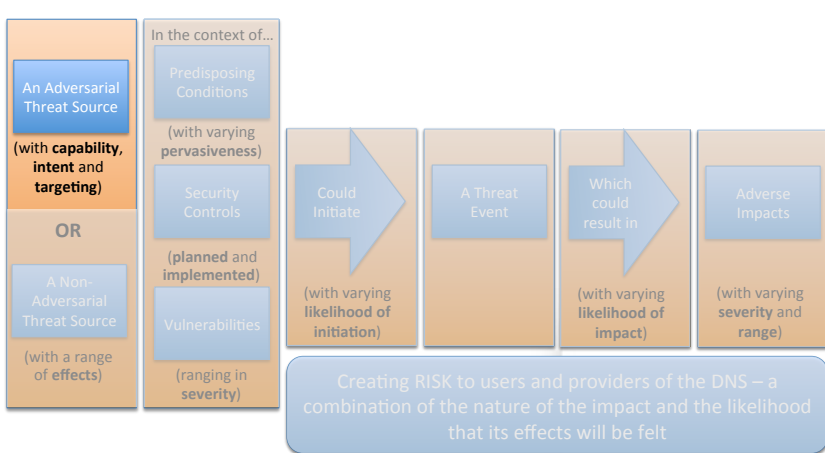 An Adversarial
Threat Source
(with capability,
intent and
targeting)
OR
A Non-
Adversarial
Threat Source
(with a range
of effects)
In the context of…
Predisposing
Conditions
(with varying
pervasiveness)
Security
Controls
(planned and
implemented)
Vulnerabilities
(ranging in
severity)
Could
Initiate
(with varying
likelihood of
initiation)
A Threat
Event
Which
could
result in
(with varying
likelihood of
impact)
Adverse
Impacts
(with varying
severity and
range)
Creating RISK to users and providers of the DNS – a
combination of the nature of the impact and the likelihood
that its effects will be felt